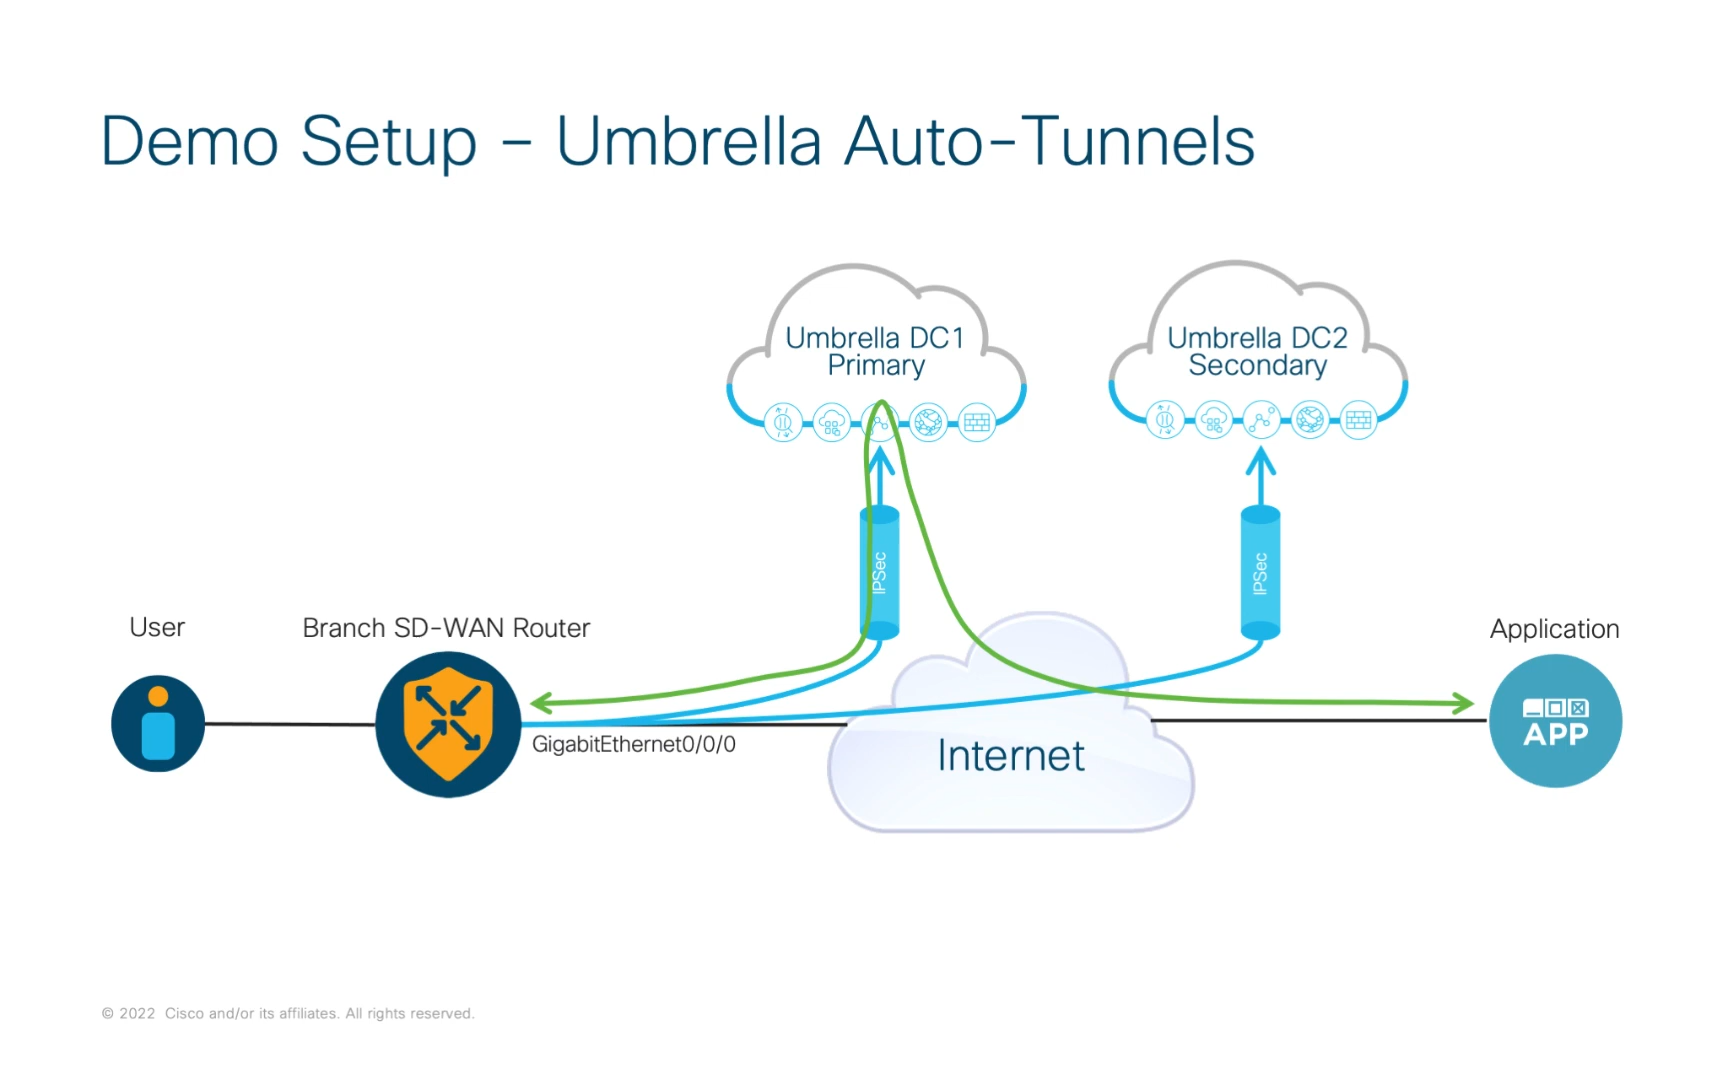 Demo Setup – Umbrella Auto-Tunnels
Umbrella DC1
Primary
Umbrella DC2
Secondary
IPSec
IPSec
User
Branch SD-WAN Router
Application
GigabitEthernet0/0/0
Internet
APP
© 2022 Cisco and/or its affiliates. All rights reserved.